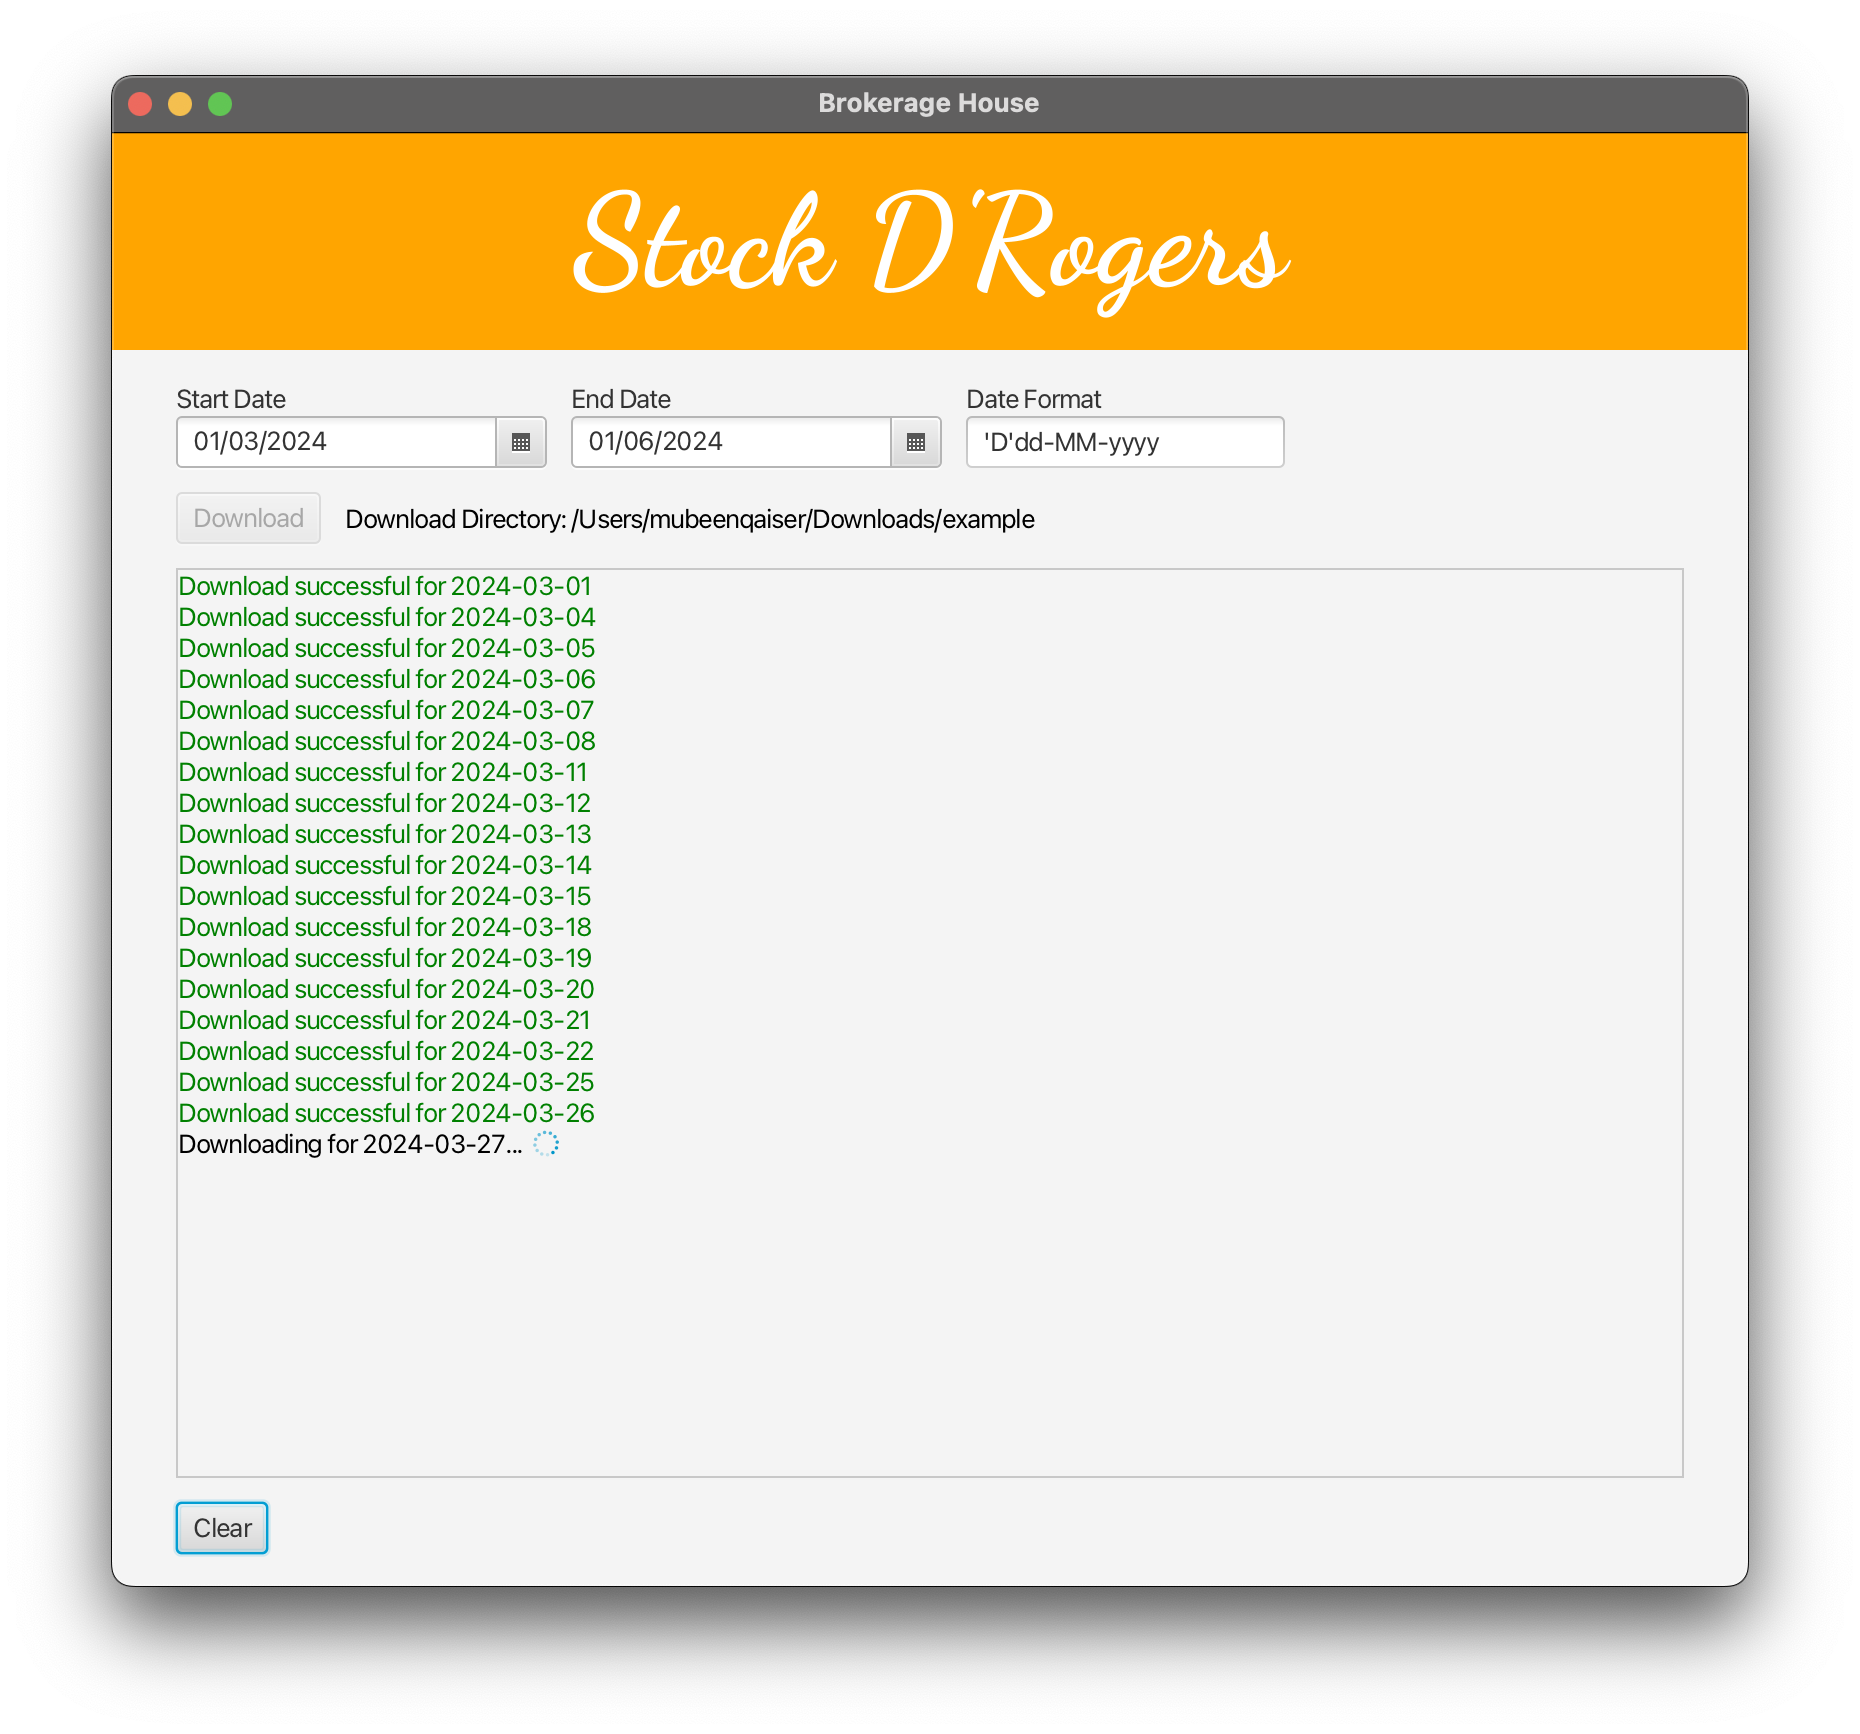 Brokerage House
Stock D'Rogers
Start Date End Date Date Format
01/03/2024 01/06/2024 'D'dd-MM-yyyy
Download Download Directory: /Users/mubeenqaiser/Downloads/example
Download successful for 2024-03-01
Download successful for 2024-03-04
Download successful for 2024-03-05
Download successful for 2024-03-06
Download successful for 2024-03-07
Download successful for 2024-03-08
Download successful for 2024-03-11
Download successful for 2024-03-12
Download successful for 2024-03-13
Download successful for 2024-03-14
Download successful for 2024-03-15
Download successful for 2024-03-18
Download successful for 2024-03-19
Download successful for 2024-03-20
Download successful for 2024-03-21
Download successful for 2024-03-22
Download successful for 2024-03-25
Download successful for 2024-03-26
Downloading for 2024-03-27...
Clear